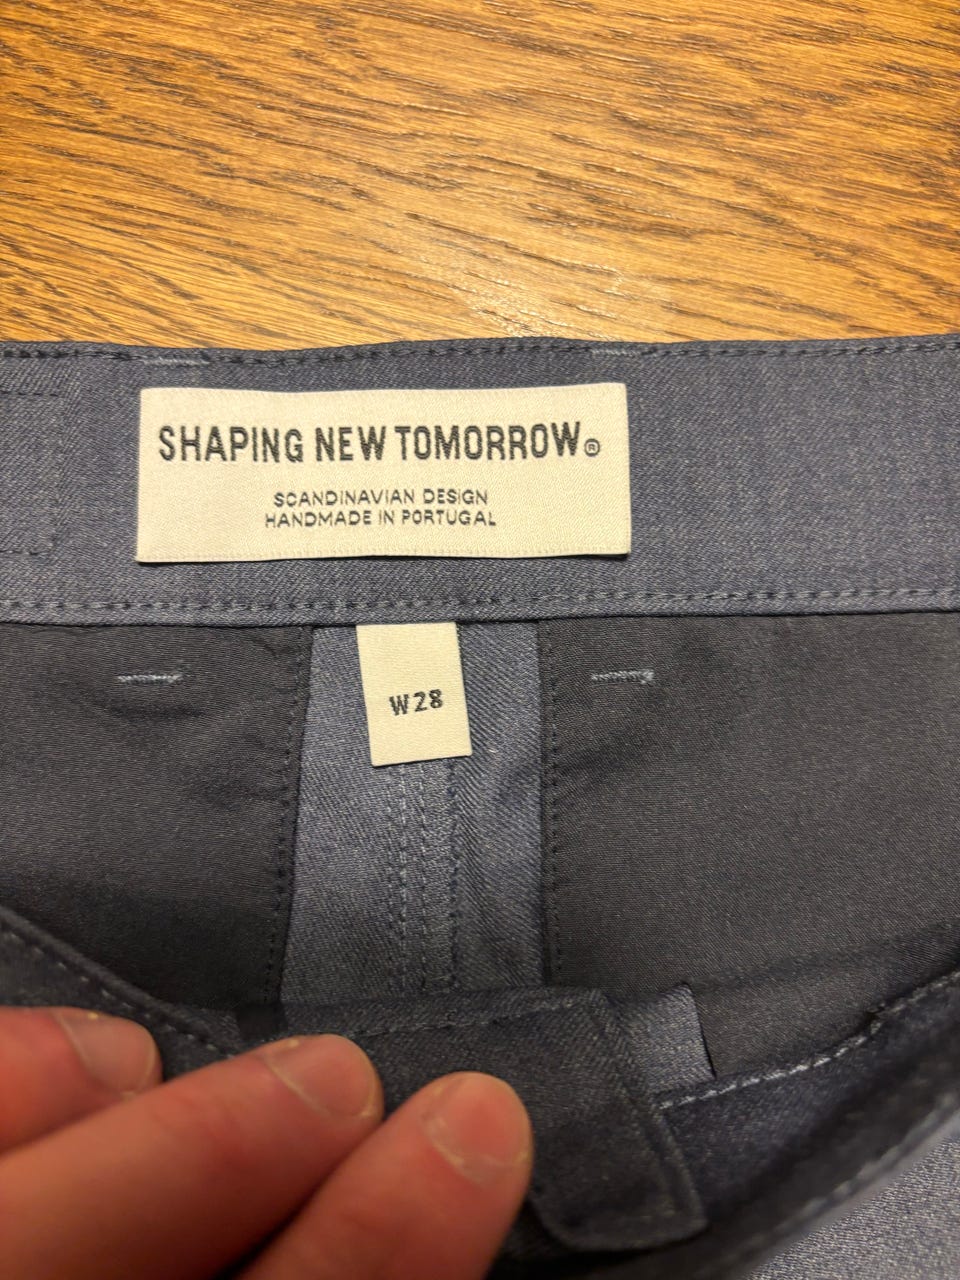 SHAPING NEW TOMORROW®
SCANDINAVIAN DESIGN
HANDMADE IN PORTUGAL
W28